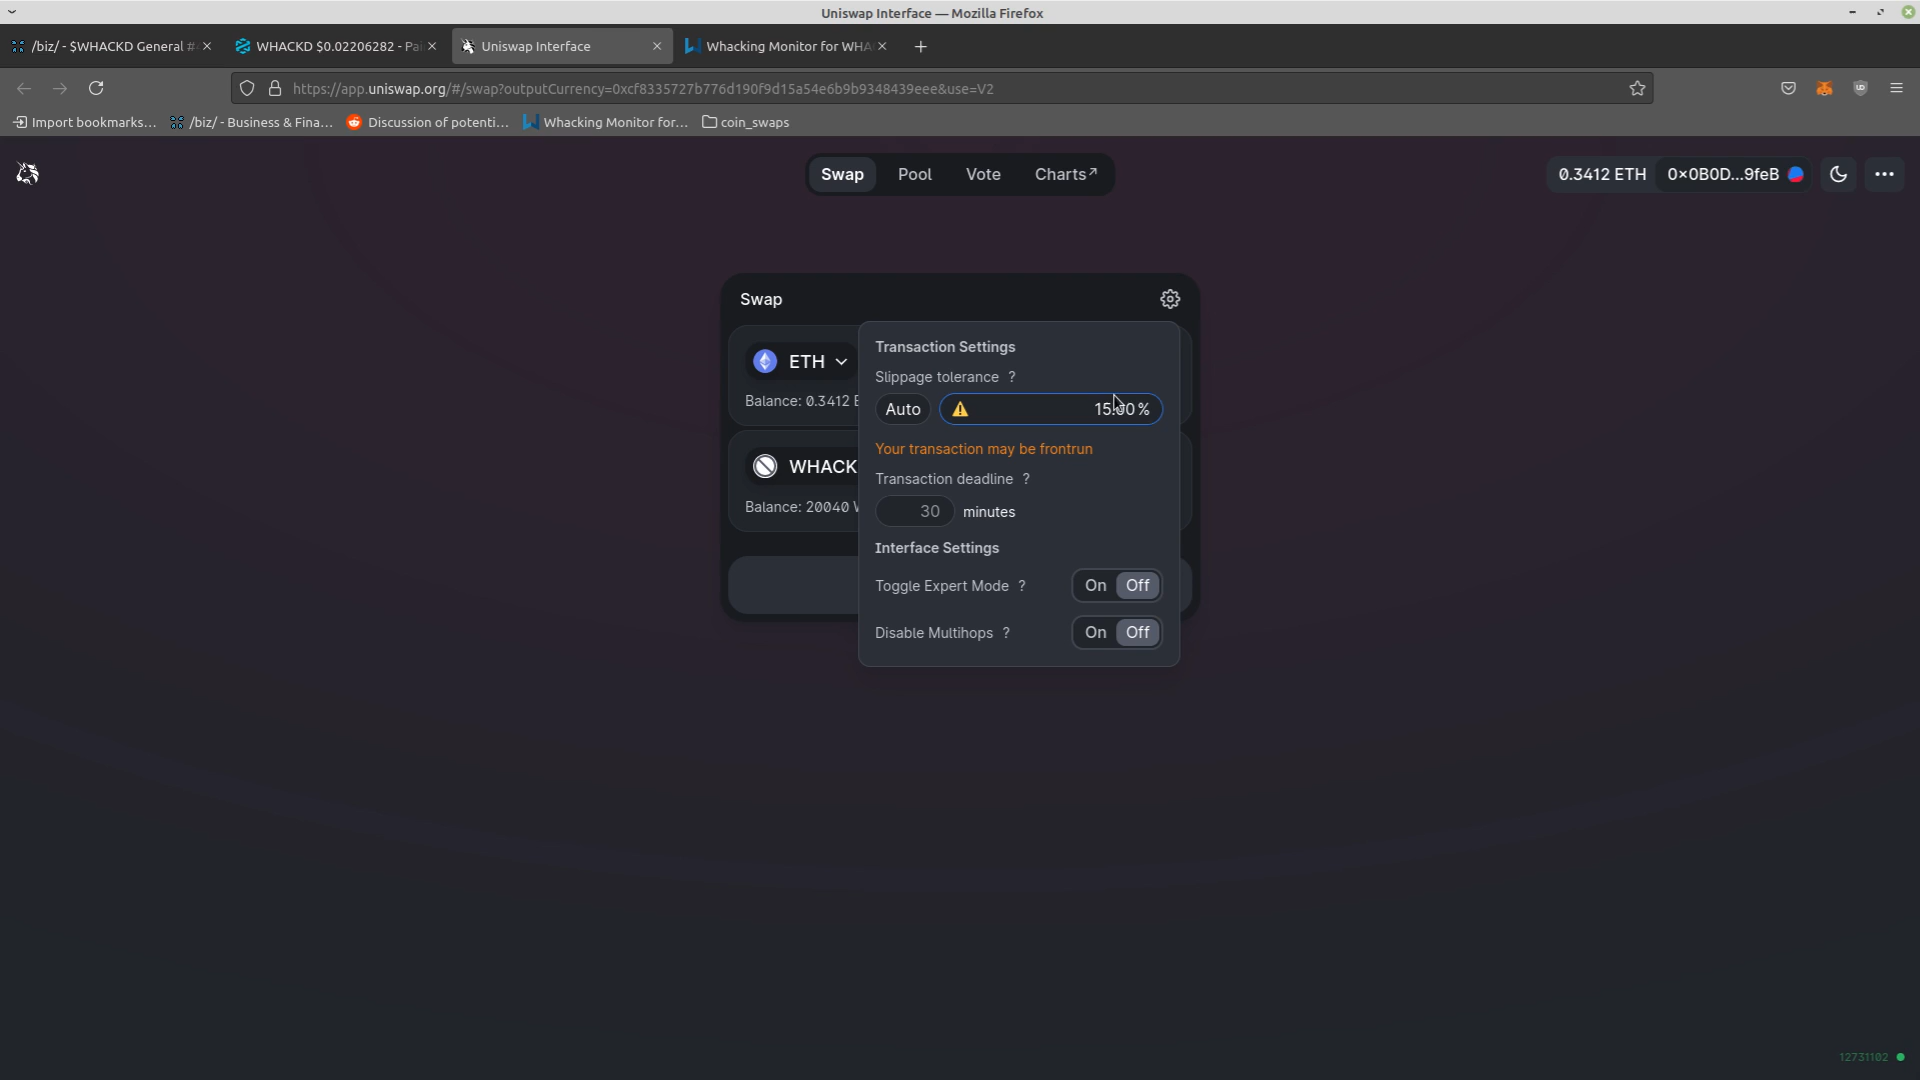 Uniswap Interface — Mozilla Firefox
/biz/ - $WHACKD General #
WHACKD $0.02206282 - Pai
Uniswap Interface
Whacking Monitor for WHA
https://app.uniswap.org/#/swap?outputCurrency=0xcf8335727b776d190f9d15a54e6b9b9348439eee&use=V2
Import bookmarks...
/biz/ - Business & Fina...
Discussion of potenti...
Whacking Monitor for...
coin_swaps
Swap
Pool
Vote
Charts↗
0.3412 ETH
0×0B0D...9feB
Swap
ETH
Balance: 0.3412 E
WHACK
Balance: 20040 W
Transaction Settings
Slippage tolerance ?
Auto
15.00 %
Your transaction may be frontrun
Transaction deadline ?
30 minutes
Interface Settings
Toggle Expert Mode ? On Off
Disable Multihops ? On Off
12731102